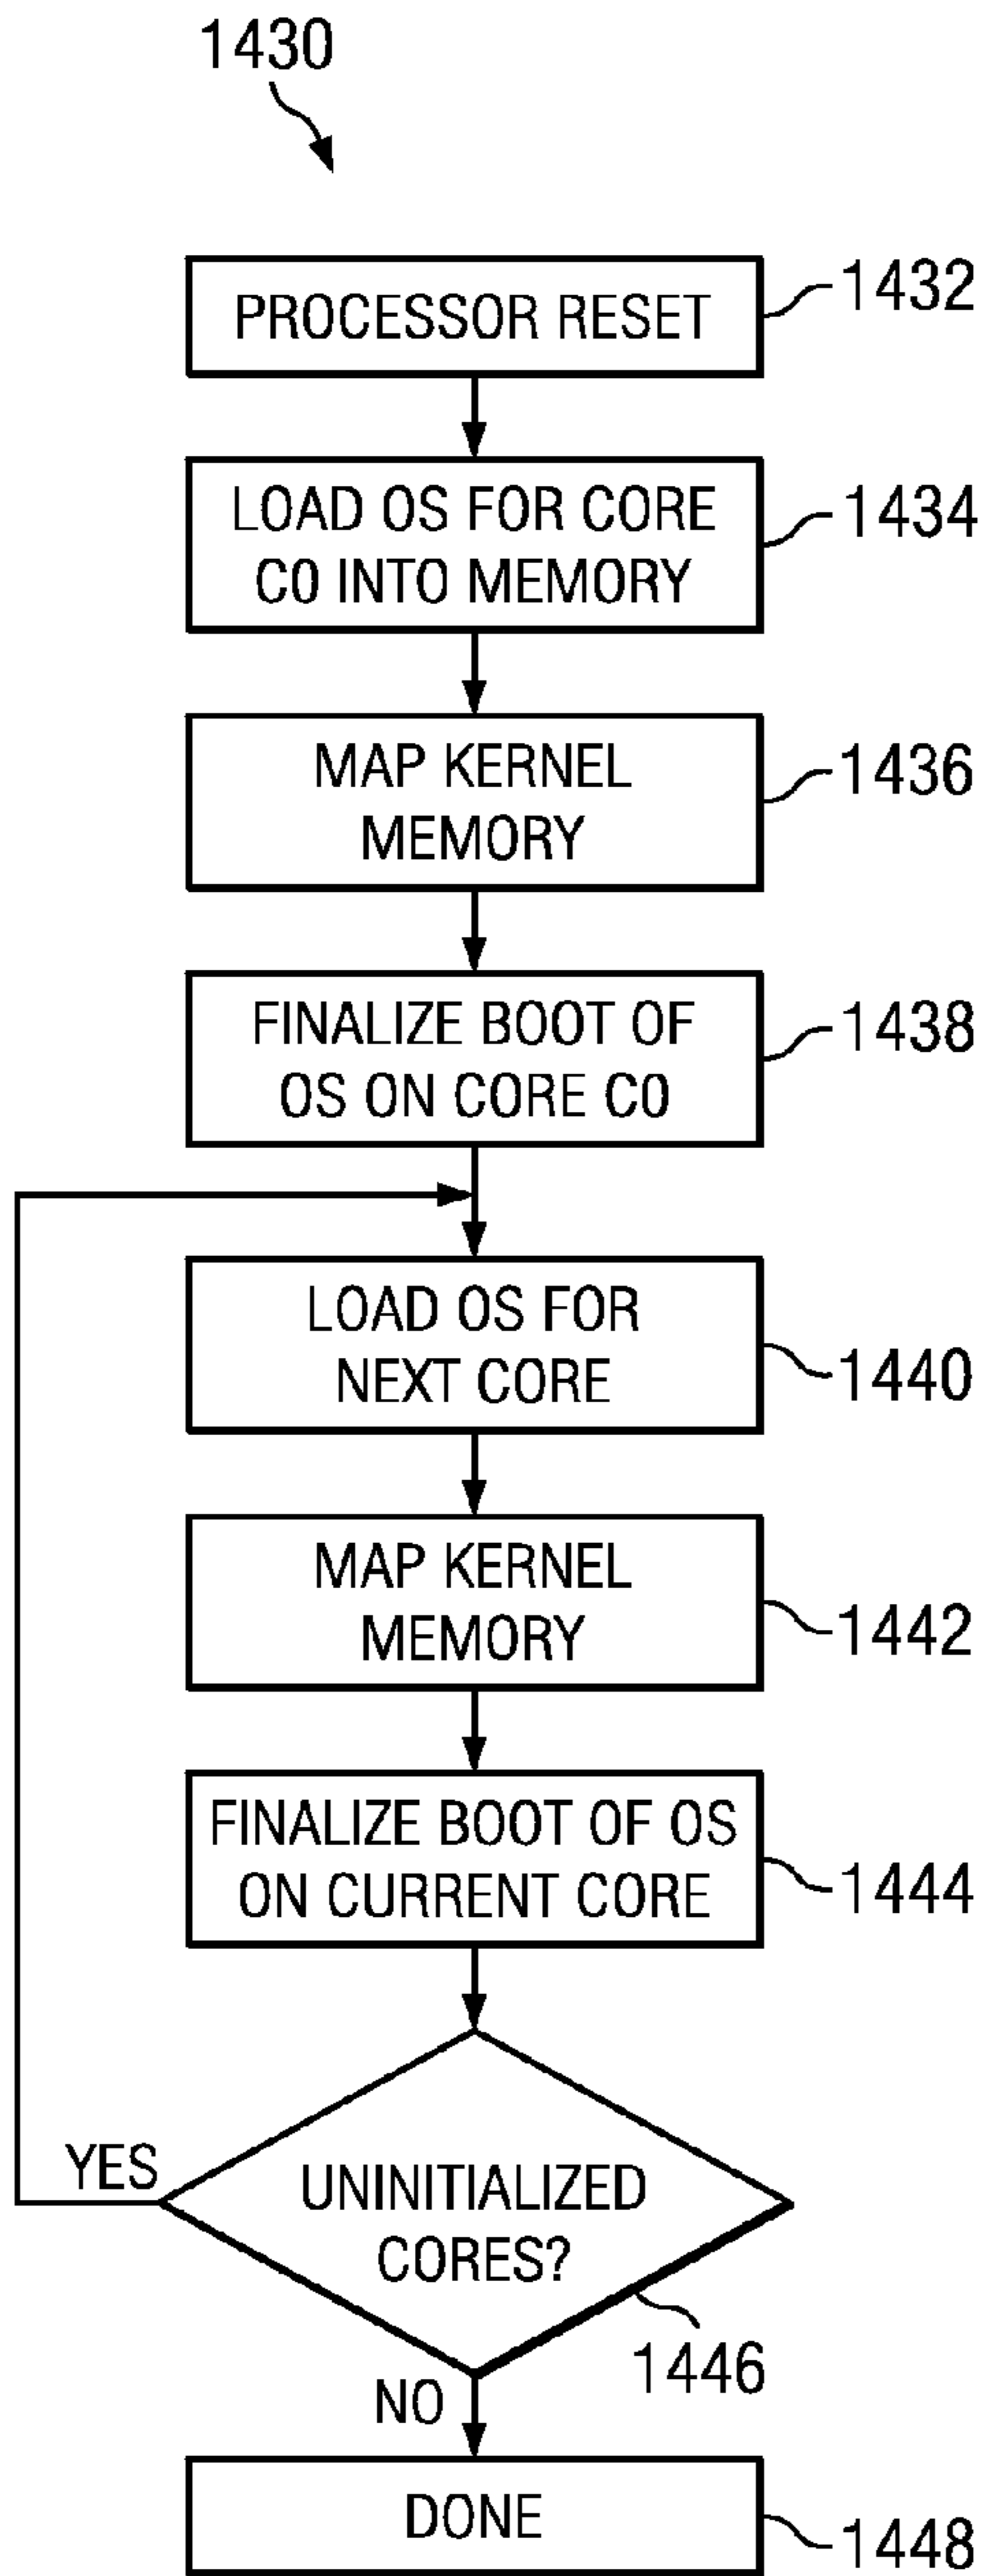 1430
PROCESSOR RESET
1432
LOAD OS FOR CORE
C0 INTO MEMORY
1434
MAP KERNEL
MEMORY
1436
FINALIZE BOOT OF
OS ON CORE C0
1438
LOAD OS FOR
NEXT CORE
1440
MAP KERNEL
MEMORY
1442
FINALIZE BOOT OF OS
ON CURRENT CORE
1444
YES
UNINITIALIZED
CORES?
1446
NO
DONE
1448